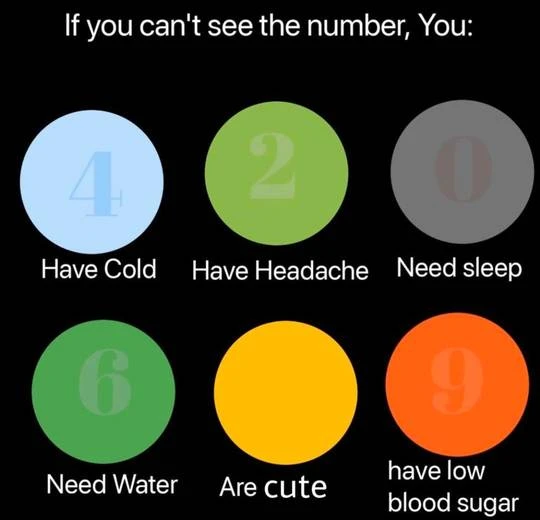 If you can't see the number, You:
4 2 0
Have Cold Have Headache Need sleep
6 9
Need Water Are cute have low
blood sugar